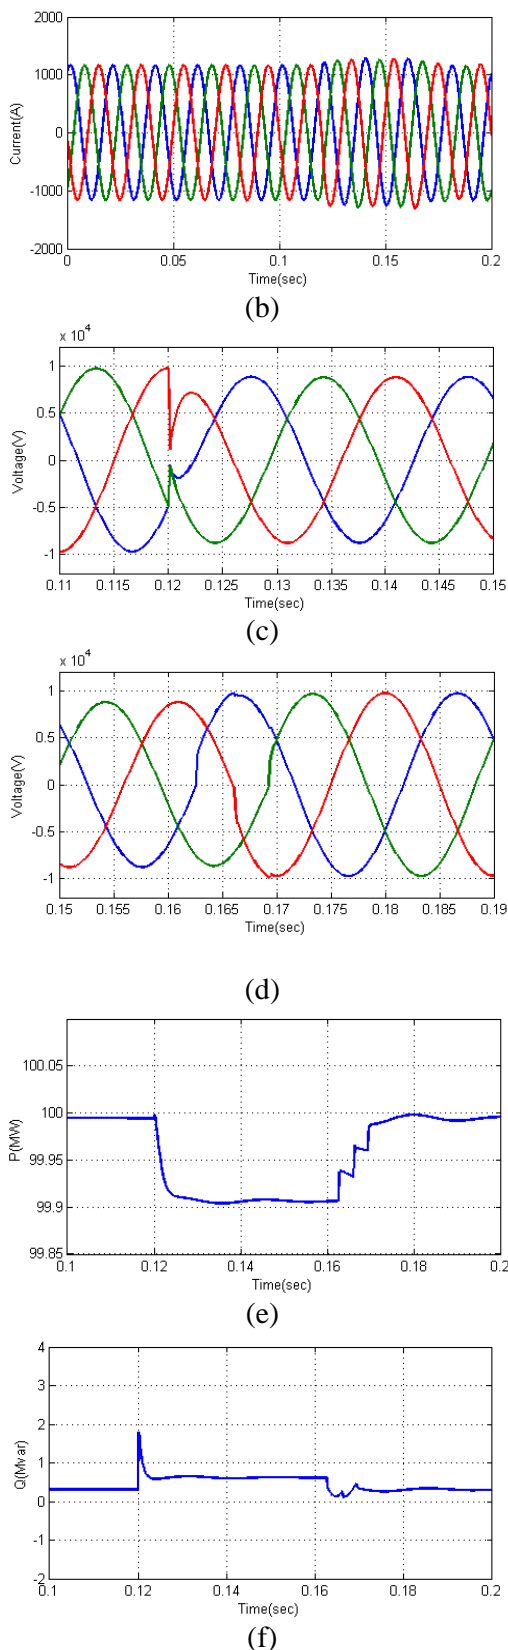 2000
1000
0
-1000
-2000
Current(A)
0 0.05 0.1 0.15 0.2
Time(sec)
(b)
x 10⁴
1
0.5
0
-0.5
-1
Voltage(V)
0.11 0.115 0.12 0.125 0.13 0.135 0.14 0.145 0.15
Time(sec)
(c)
x 10⁴
1
0.5
0
-0.5
-1
Voltage(V)
0.15 0.155 0.16 0.165 0.17 0.175 0.18 0.185 0.19
Time(sec)
(d)
100.05
100
99.95
99.9
99.85
P(MW)
0.1 0.12 0.14 0.16 0.18 0.2
Time(sec)
(e)
4
3
2
1
0
-1
-2
Q(Mvar)
0.1 0.12 0.14 0.16 0.18 0.2
Time(sec)
(f)